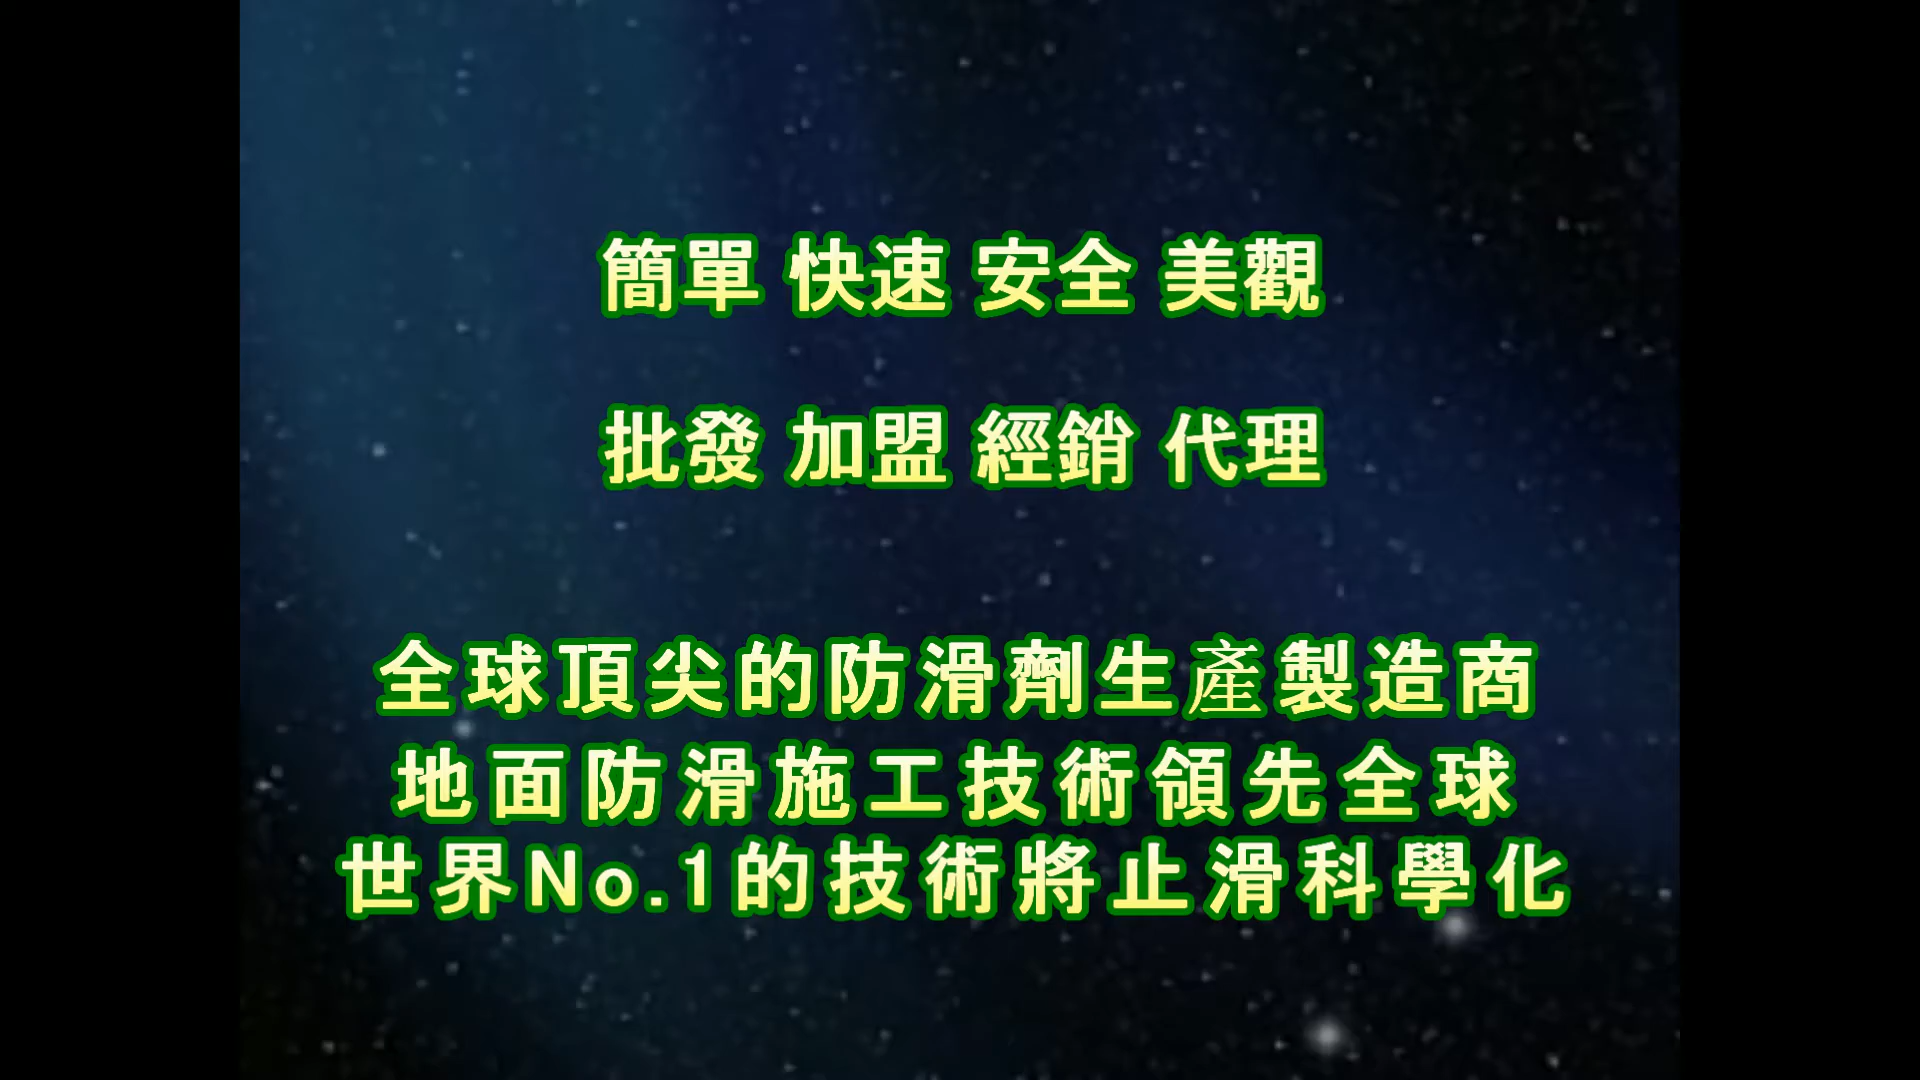 簡單 快速 安全 美觀
批發 加盟 經銷 代理
全球頂尖的防滑劑生產製造商
地面防滑施工技術領先全球
世界No.1的技術將止滑科學化